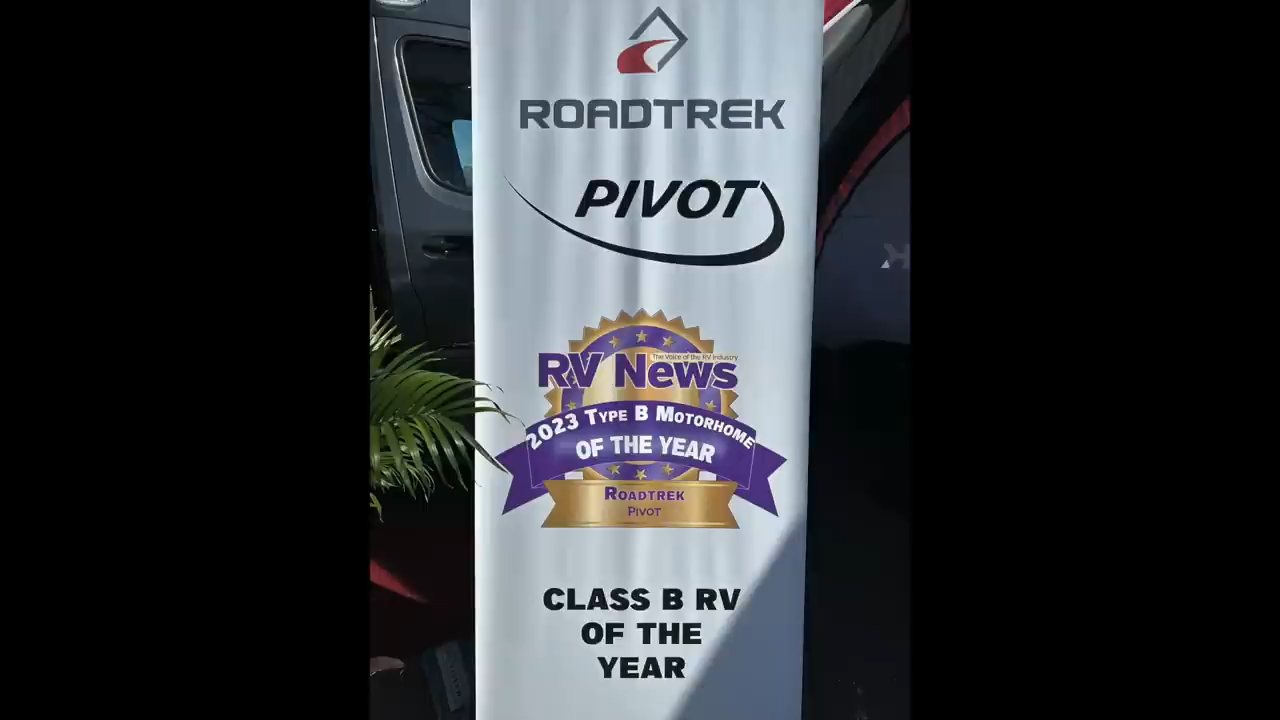 ROADTREK
PIVOT
The Voice of the RV Industry
RV News
2023 Type B Motorhome
OF THE YEAR
ROADTREK
PIVOT
CLASS B RV
OF THE
YEAR